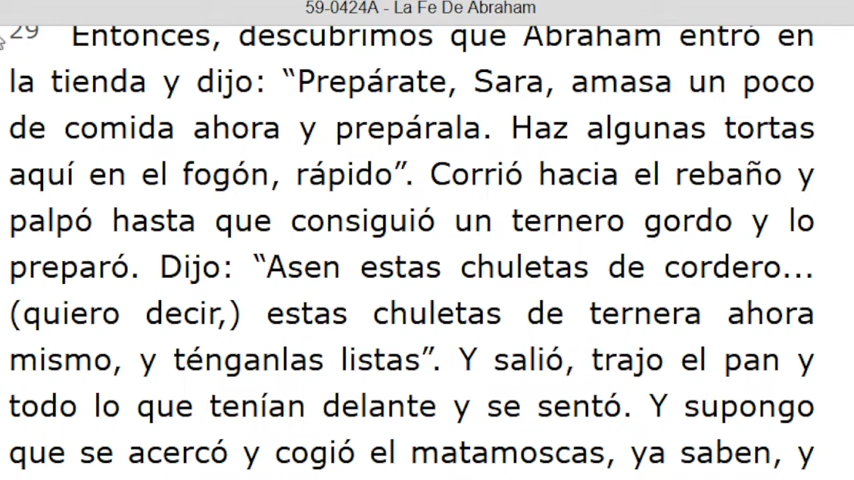 59-0424A - La Fe De Abraham
29 Entonces, descubrimos que Abraham entró en
la tienda y dijo: “Prepárate, Sara, amasa un poco
de comida ahora y prepárala. Haz algunas tortas
aquí en el fogón, rápido”. Corrió hacia el rebaño y
palpó hasta que consiguió un ternero gordo y lo
preparó. Dijo: “Asen estas chuletas de cordero...
(quiero decir,) estas chuletas de ternera ahora
mismo, y ténganlas listas”. Y salió, trajo el pan y
todo lo que tenían delante y se sentó. Y supongo
que se acercó y cogió el matamoscas, ya saben, y